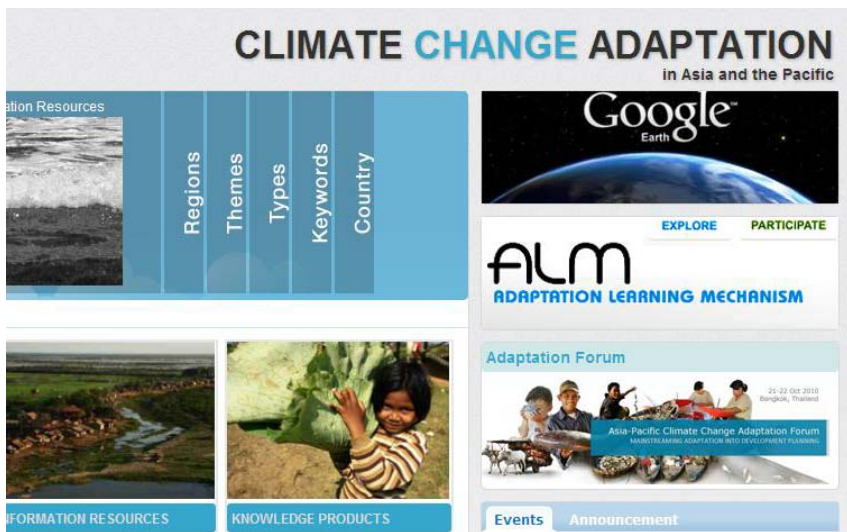 CLIMATE CHANGE ADAPTATION
in Asia and the Pacific
ation Resources
Regions
Themes
Types
Keywords
Country
Google™
Earth
EXPLORE PARTICIPATE
ALM
ADAPTATION LEARNING MECHANISM
Adaptation Forum
21-22 Oct 2010
Bangkok, Thailand
Asia-Pacific Climate Change Adaptation Forum
MAINSTREAMING ADAPTATION INTO DEVELOPMENT PLANNING
NFORMATION RESOURCES
KNOWLEDGE PRODUCTS
Events Announcement